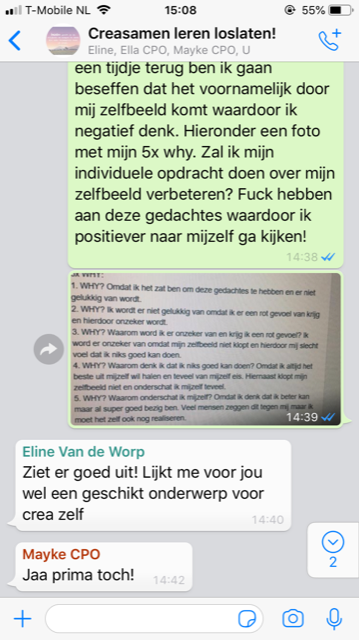 T-Mobile NL
15:08
55%
Creasamen leren loslaten!
Eline, Ella CPO, Mayke CPO, U
een tijdje terug ben ik gaan
beseffen dat het voornamelijk door
mij zelfbeeld komt waardoor ik
negatief denk. Hieronder een foto
met mijn 5x why. Zal ik mijn
individuele opdracht doen over mijn
zelfbeeld verbeteren? Fuck hebben
aan deze gedachtes waardoor ik
positiever naar mijzelf ga kijken!
14:38
1. WHY? Omdat ik het zat ben om deze gedachtes te hebben en er niet
gelukkig van wordt.
2. WHY? Ik wordt er niet gelukkig van omdat ik er een rot gevoel van krijg
en hierdoor onzeker wordt.
3. WHY? Waarom word ik er onzeker van en krijg ik een rot gevoel? Ik
word er onzeker van omdat mijn zelfbeeld niet klopt en hierdoor mij slecht
voel dat ik niks goed kan doen.
4. WHY? Waarom denk ik dat ik niks goed kan doen? Omdat ik altijd het
beste uit mijzelf wil halen en teveel van mijzelf eis. Hiernaast klopt mijn
zelfbeeld niet en onderschat ik mijzelf teveel.
5. WHY? Waarom onderschat ik mijzelf? Omdat ik denk dat ik beter kan
maar al super goed bezig ben. Veel mensen zeggen dit tegen mij maar ik
moet het zelf ook nog realiseren.
14:39
Eline Van de Worp
Ziet er goed uit! Lijkt me voor jou
wel een geschikt onderwerp voor
crea zelf
14:40
2
Mayke CPO
Jaa prima toch!
14:42